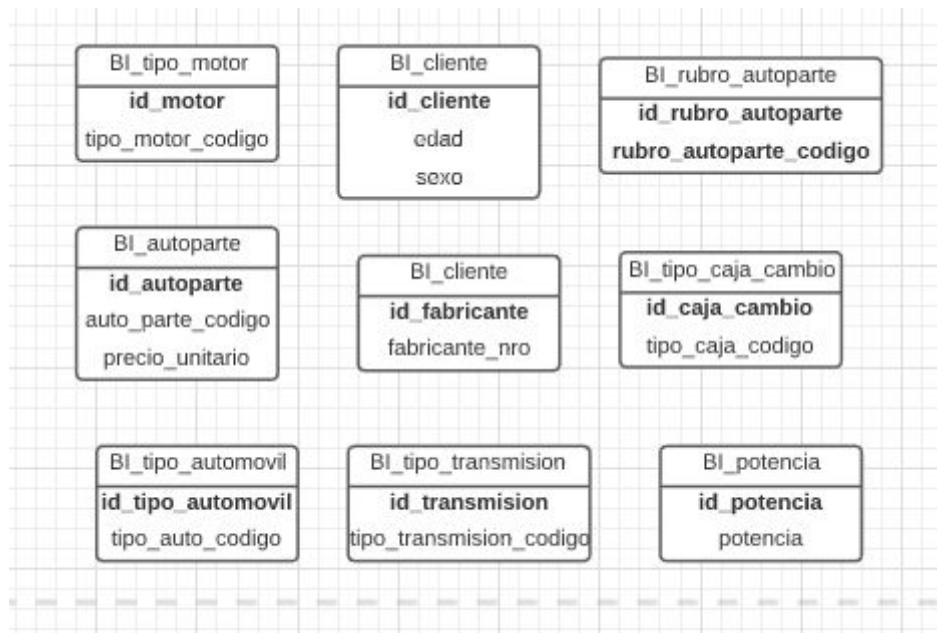 BI_tipo_motor
id_motor
tipo_motor_codigo
BI_cliente
id_cliente
edad
sexo
BI_rubro_autoparte
id_rubro_autoparte
rubro_autoparte_codigo
BI_autoparte
id_autoparte
auto_parte_codigo
precio_unitario
BI_cliente
id_fabricante
fabricante_nro
BI_tipo_caja_cambio
id_caja_cambio
tipo_caja_codigo
BI_tipo_automovil
id_tipo_automovil
tipo_auto_codigo
BI_tipo_transmision
id_transmision
tipo_transmision_codigo
BI_potencia
id_potencia
potencia